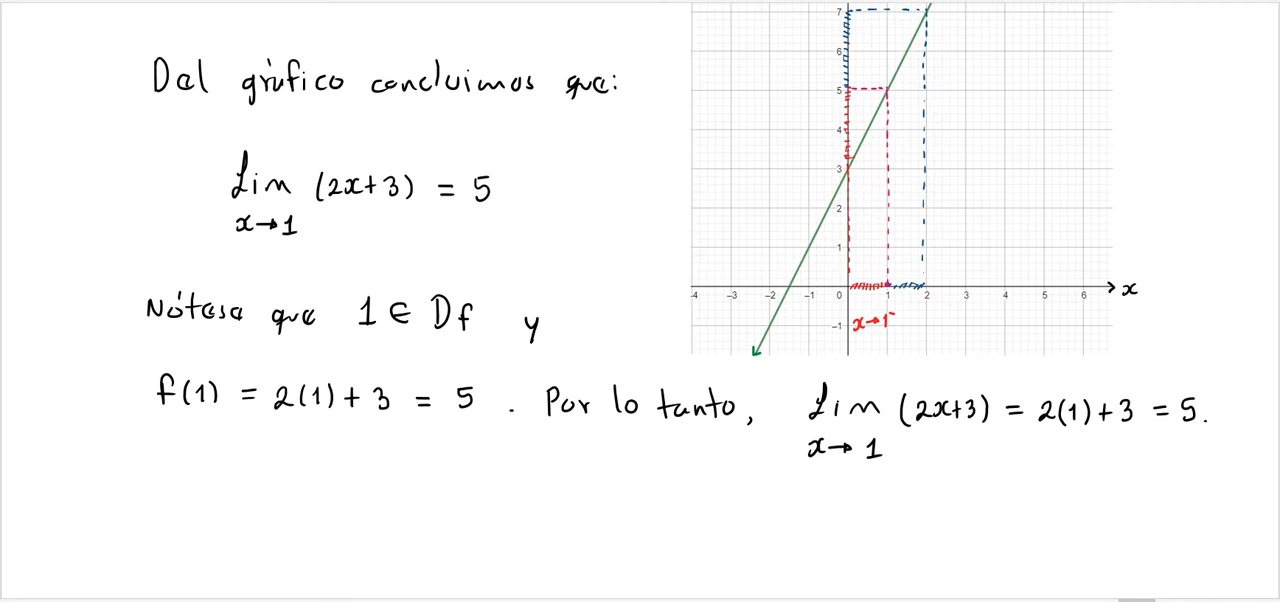 Del gráfico concluimos que:
Lim (2x+3) = 5
x→1
Nótese que 1 ∈ Df y
f(1) = 2(1)+3 = 5 . Por lo tanto, Lim (2x+3) = 2(1)+3 = 5.
x→1
7
6
5
4
3
2
1
-4 -3 -2 -1 0 1 2 3 4 5 6 x
-1 x→1⁻